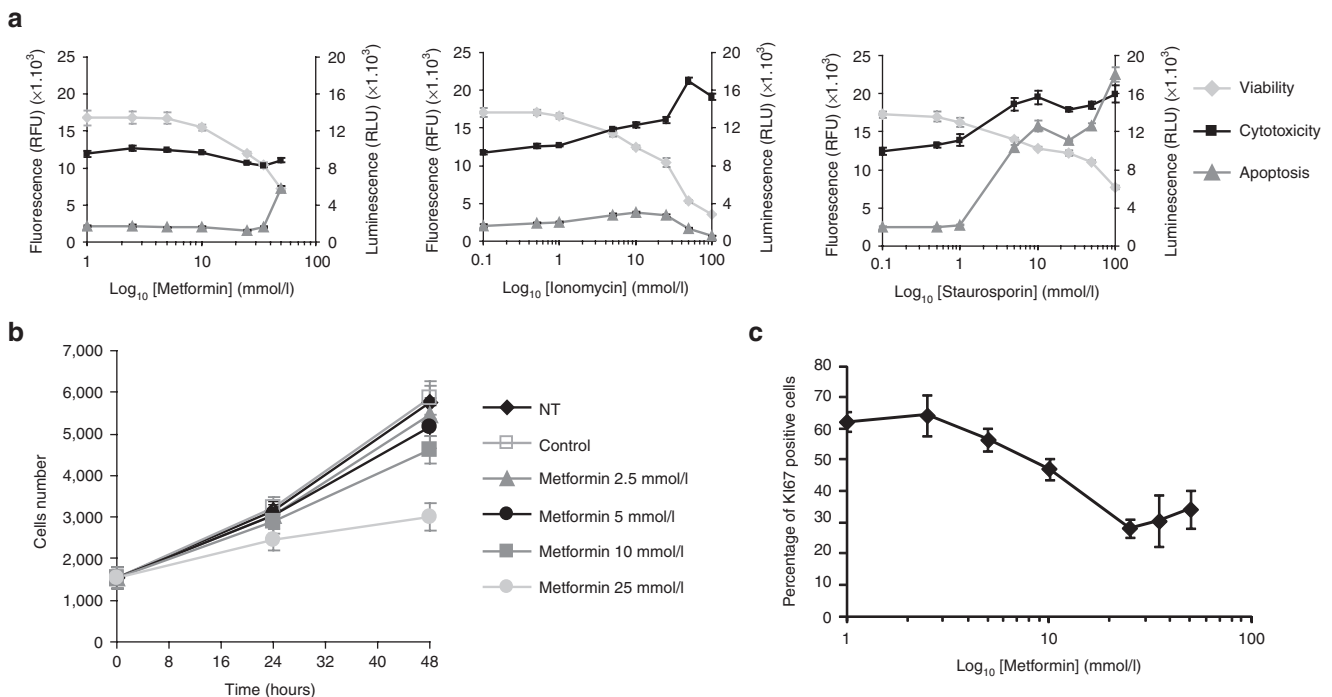 a
Fluorescence (RFU) (×1.10³)
25
20
15
10
5
0
1
10
100
20
16
12
8
4
0
Luminescence (RLU) (×1.10³)
Log₁₀ [Metformin] (mmol/l)
Fluorescence (RFU) (×1.10³)
25
20
15
10
5
0
0.1
1
10
100
20
16
12
8
4
0
Luminescence (RLU) (×1.10³)
Log₁₀ [Ionomycin] (mmol/l)
Fluorescence (RFU) (×1.10³)
25
20
15
10
5
0
0.1
1
10
100
20
16
12
8
4
0
Luminescence (RLU) (×1.10³)
Log₁₀ [Staurosporin] (mmol/l)
Viability
Cytotoxicity
Apoptosis
b
Cells number
7,000
6,000
5,000
4,000
3,000
2,000
1,000
0
0
8
16
24
32
40
48
Time (hours)
NT
Control
Metformin 2.5 mmol/l
Metformin 5 mmol/l
Metformin 10 mmol/l
Metformin 25 mmol/l
c
Percentage of KI67 positive cells
80
70
60
50
40
30
20
10
0
1
10
100
Log₁₀ [Metformin] (mmol/l)